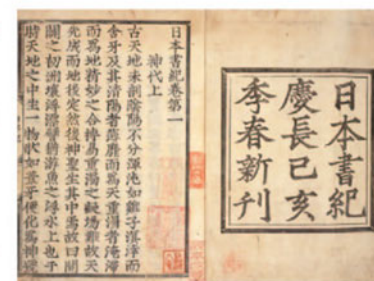 日本書紀
慶長己亥
季春新刊
日本書紀卷第一
神代上
古天地未剖陰陽不分渾沌如雞子溟涬而
含牙及其清陽者薄靡而爲天重濁者淹滯
而爲地精妙之合搏易重濁之凝場難故天
先成而地後定然後神聖生其中焉故曰開
闢之初洲壤浮漂譬猶游魚之浮水上也于
時天地之中生一物狀如葦牙便化爲神